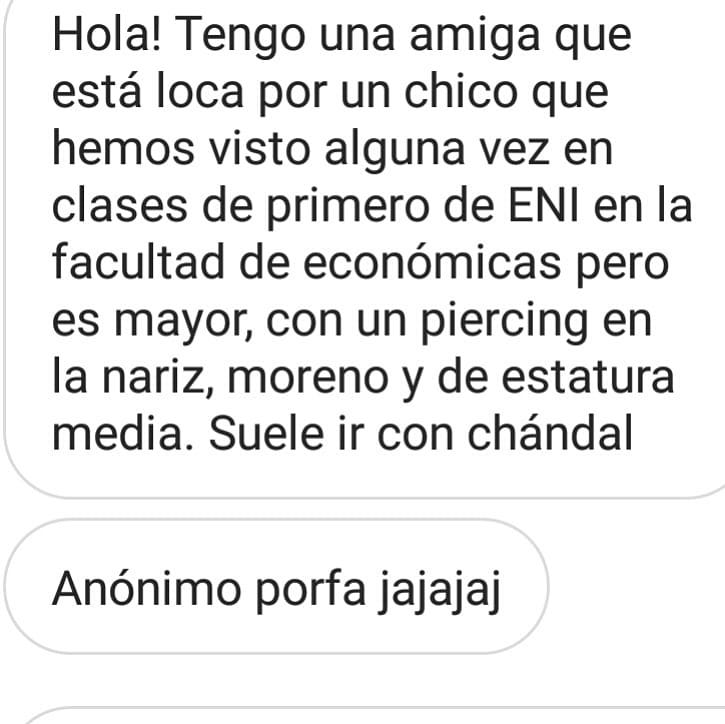 Hola! Tengo una amiga que
está loca por un chico que
hemos visto alguna vez en
clases de primero de ENI en la
facultad de económicas pero
es mayor, con un piercing en
la nariz, moreno y de estatura
media. Suele ir con chándal
Anónimo porfa jajajaj